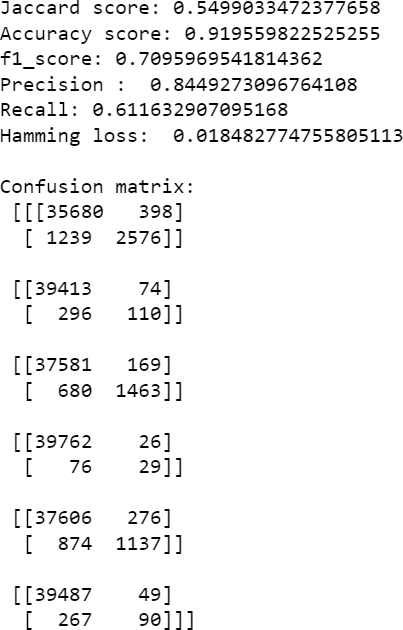 Jaccard score: 0.5499033472377658
Accuracy score: 0.919559822525255
f1_score: 0.7095969541814362
Precision :  0.8449273096764108
Recall: 0.611632907095168
Hamming loss:  0.018482774755805113
Confusion matrix:
[[[35680   398]
[ 1239  2576]]
[[39413    74]
[  296   110]]
[[37581   169]
[  680  1463]]
[[39762    26]
[   76    29]]
[[37606   276]
[  874  1137]]
[[39487    49]
[  267    90]]]